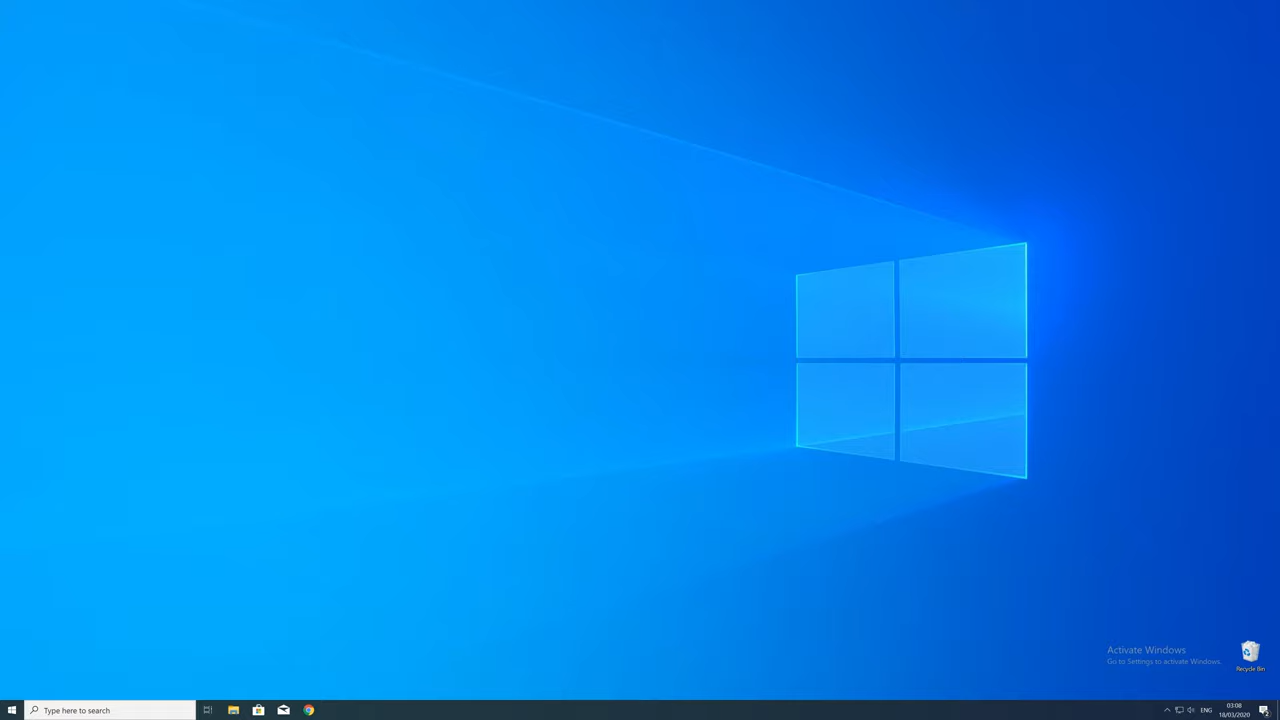 Activate Windows
Go to Settings to activate Windows.
Recycle Bin
Type here to search
ENG
03:08
18/03/2020